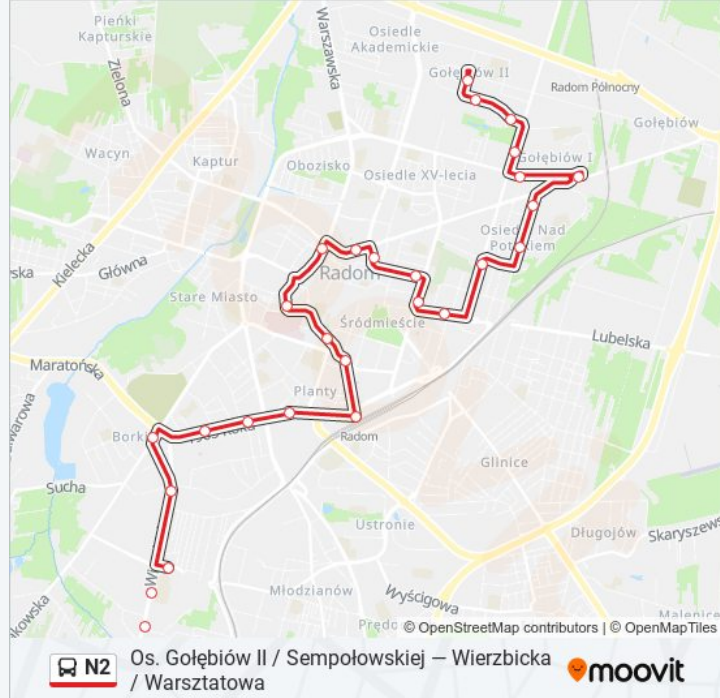 Pieńki
Kapturskie
Osiedle
Akademickie
Warszawska
Zielona
Gołębiów II
Radom Północny
Gołębiów
Wacyn
Kaptur
Obozisko
Osiedle XV-lecia
Gołębiów I
Kielecka
Główna
Osiedle Nad
Potokiem
Radom
Stare Miasto
Śródmieście
Lubelska
Maratońska
Planty
Radom
1905 Roku
Glinice
Sucha
Ustronie
Długojów
Skaryszews
Młodzianów
Wyścigowa
Malenice
© OpenStreetMap contributors | © OpenMapTiles
N2 Os. Gołębiów II / Sempołowskiej — Wierzbicka
/ Warsztatowa
moovit